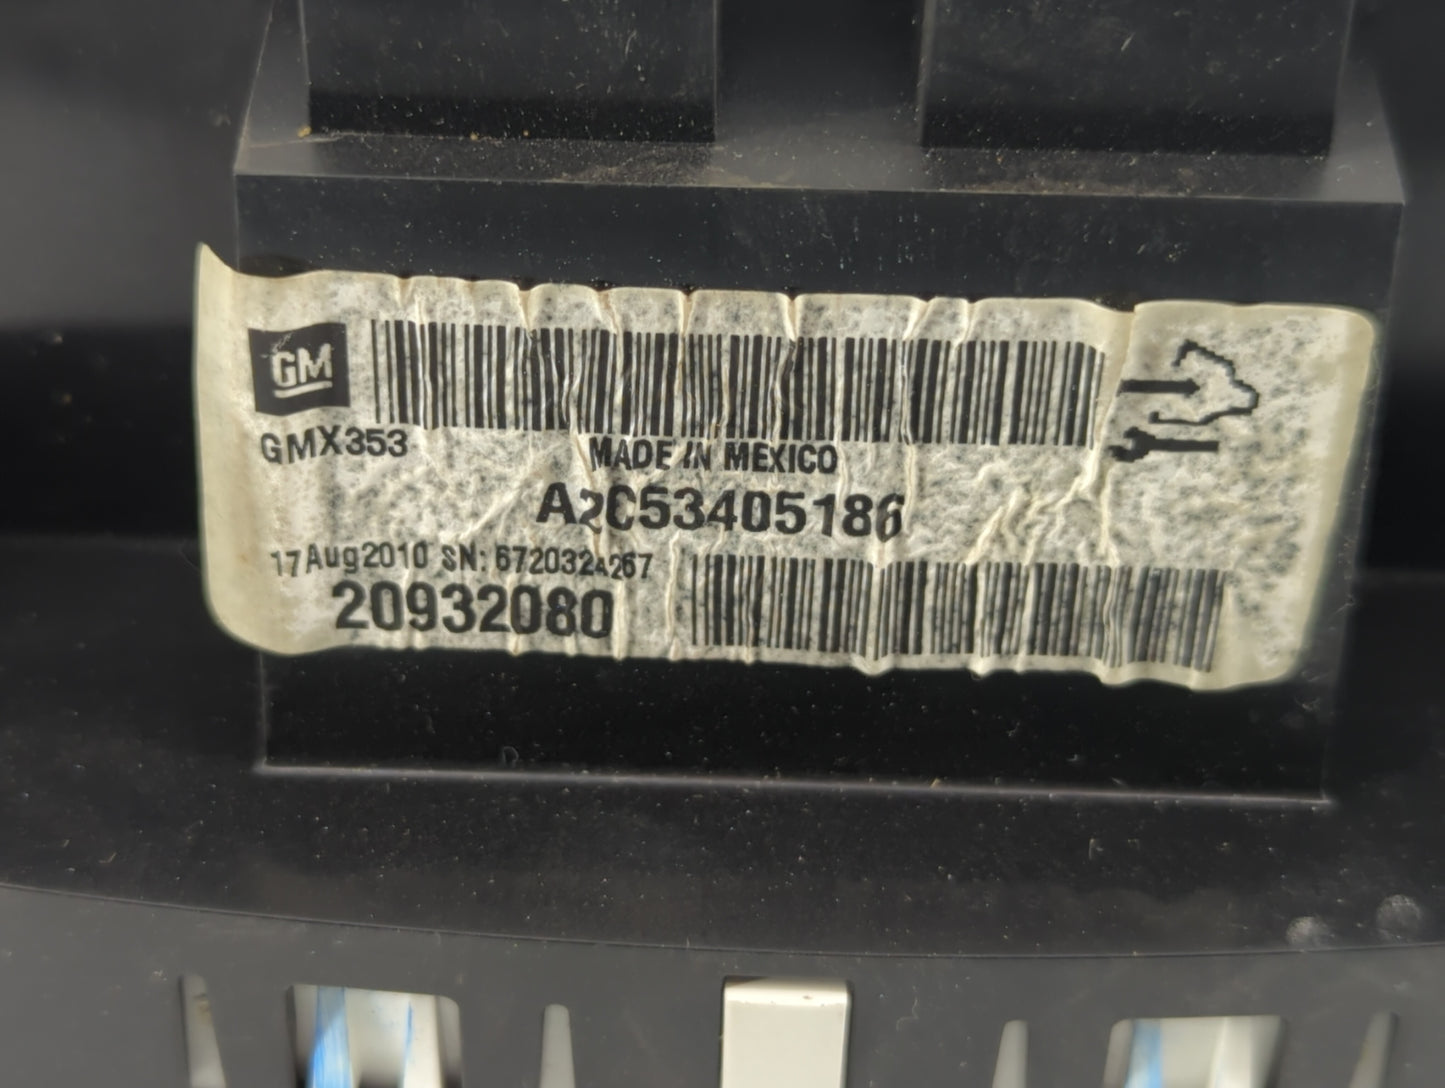 GM
GMX353
MADE IN MEXICO
A2C53405186
17Aug2010 SN: 6720324267
20932080